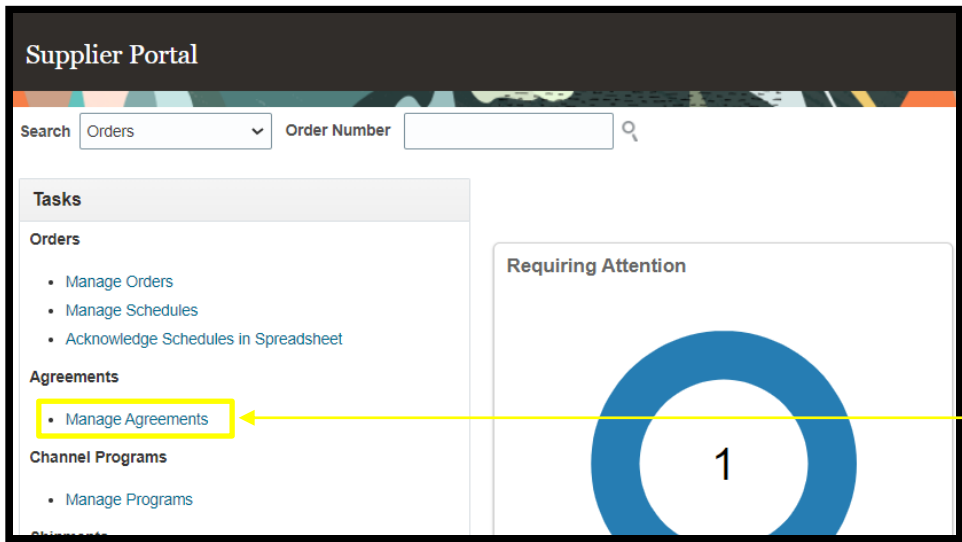 Supplier Portal
Search Orders Order Number
Tasks
Orders
Manage Orders
Manage Schedules
Acknowledge Schedules in Spreadsheet
Agreements
Manage Agreements
Channel Programs
Manage Programs
Shipments
Requiring Attention
1